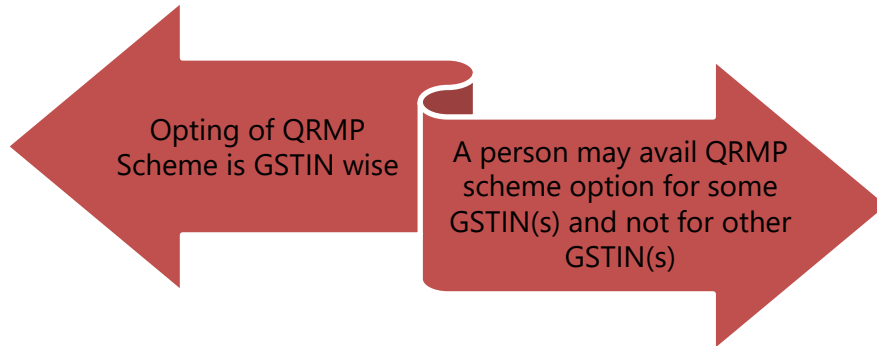 Opting of QRMP
Scheme is GSTIN wise
A person may avail QRMP
scheme option for some
GSTIN(s) and not for other
GSTIN(s)